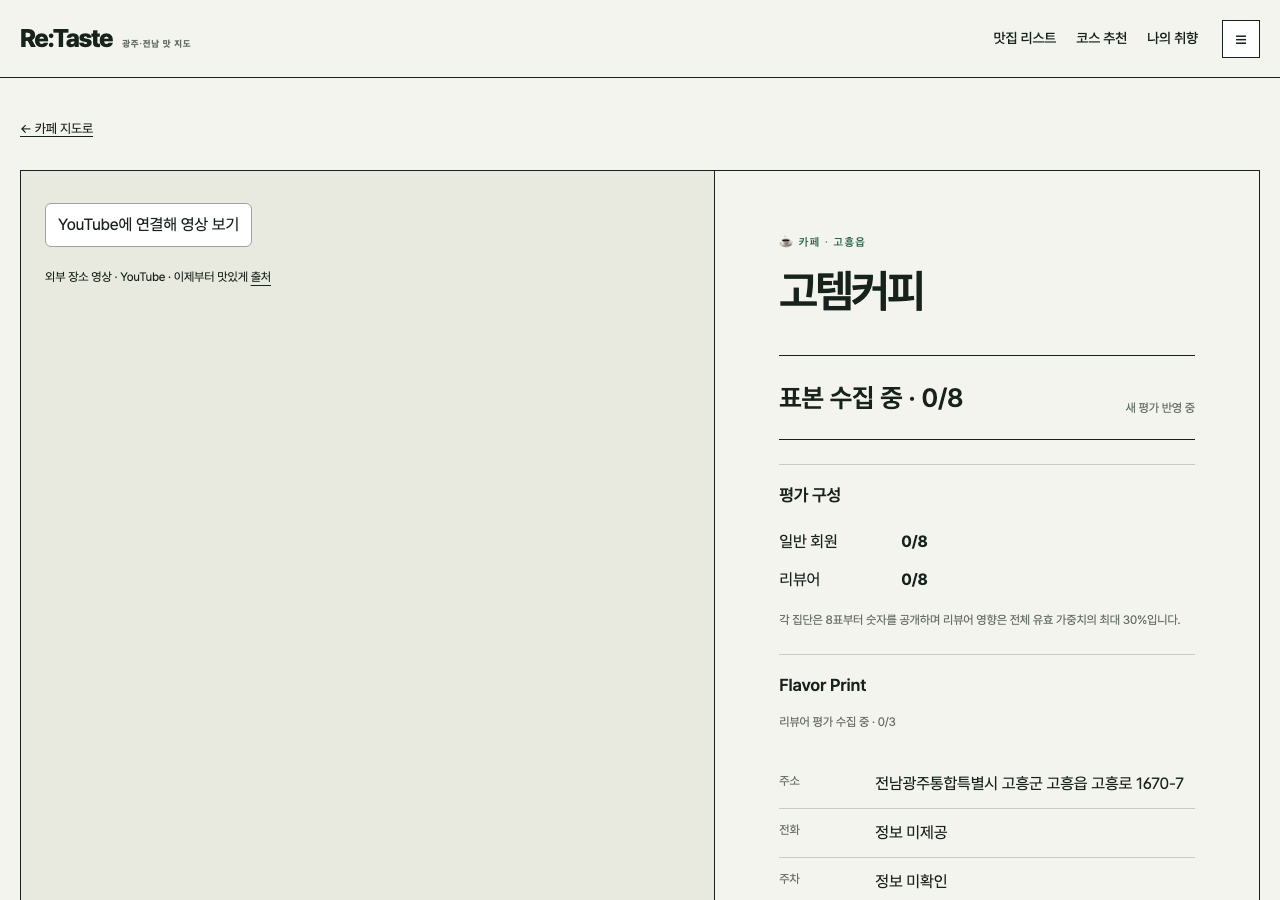 Re:Taste 광주·전남 맛 지도
맛집 리스트 코스 추천 나의 취향
← 카페 지도로
YouTube에 연결해 영상 보기
외부 장소 영상 · YouTube · 이제부터 맛있게 출처
카페 · 고흥읍
고템커피
표본 수집 중 · 0/8
새 평가 반영 중
평가 구성
일반 회원 0/8
리뷰어 0/8
각 집단은 8표부터 숫자를 공개하며 리뷰어 영향은 전체 유효 가중치의 최대 30%입니다.
Flavor Print
리뷰어 평가 수집 중 · 0/3
주소 전남광주통합특별시 고흥군 고흥읍 고흥로 1670-7
전화 정보 미제공
주차 정보 미확인